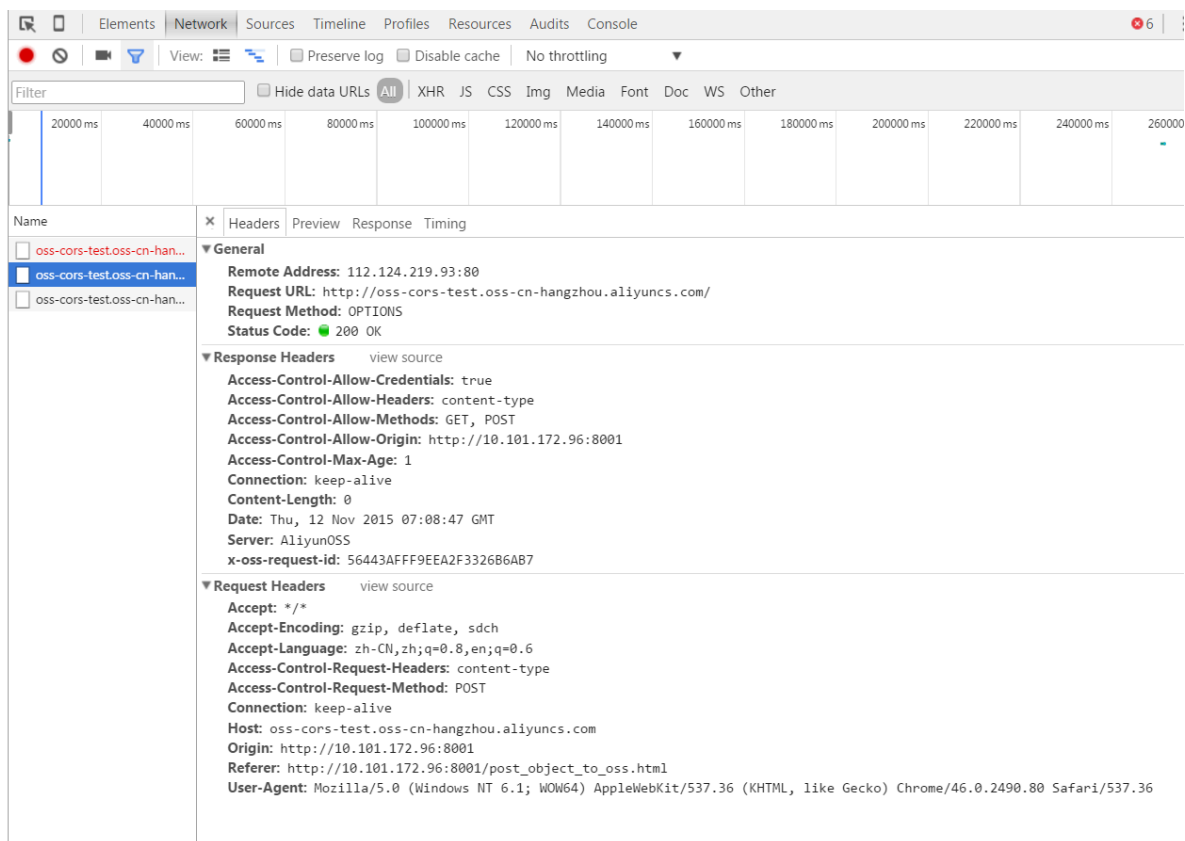 Elements Network Sources Timeline Profiles Resources Audits Console 6
View: Preserve log Disable cache No throttling
Filter Hide data URLs All XHR JS CSS Img Media Font Doc WS Other
20000 ms 40000 ms 60000 ms 80000 ms 100000 ms 120000 ms 140000 ms 160000 ms 180000 ms 200000 ms 220000 ms 240000 ms 260000
Name × Headers Preview Response Timing
oss-cors-test.oss-cn-han...
oss-cors-test.oss-cn-han...
oss-cors-test.oss-cn-han...
General
Remote Address: 112.124.219.93:80
Request URL: http://oss-cors-test.oss-cn-hangzhou.aliyuncs.com/
Request Method: OPTIONS
Status Code: 200 OK
Response Headers view source
Access-Control-Allow-Credentials: true
Access-Control-Allow-Headers: content-type
Access-Control-Allow-Methods: GET, POST
Access-Control-Allow-Origin: http://10.101.172.96:8001
Access-Control-Max-Age: 1
Connection: keep-alive
Content-Length: 0
Date: Thu, 12 Nov 2015 07:08:47 GMT
Server: AliyunOSS
x-oss-request-id: 56443AFFF9EEA2F3326B6AB7
Request Headers view source
Accept: */*
Accept-Encoding: gzip, deflate, sdch
Accept-Language: zh-CN,zh;q=0.8,en;q=0.6
Access-Control-Request-Headers: content-type
Access-Control-Request-Method: POST
Connection: keep-alive
Host: oss-cors-test.oss-cn-hangzhou.aliyuncs.com
Origin: http://10.101.172.96:8001
Referer: http://10.101.172.96:8001/post_object_to_oss.html
User-Agent: Mozilla/5.0 (Windows NT 6.1; WOW64) AppleWebKit/537.36 (KHTML, like Gecko) Chrome/46.0.2490.80 Safari/537.36